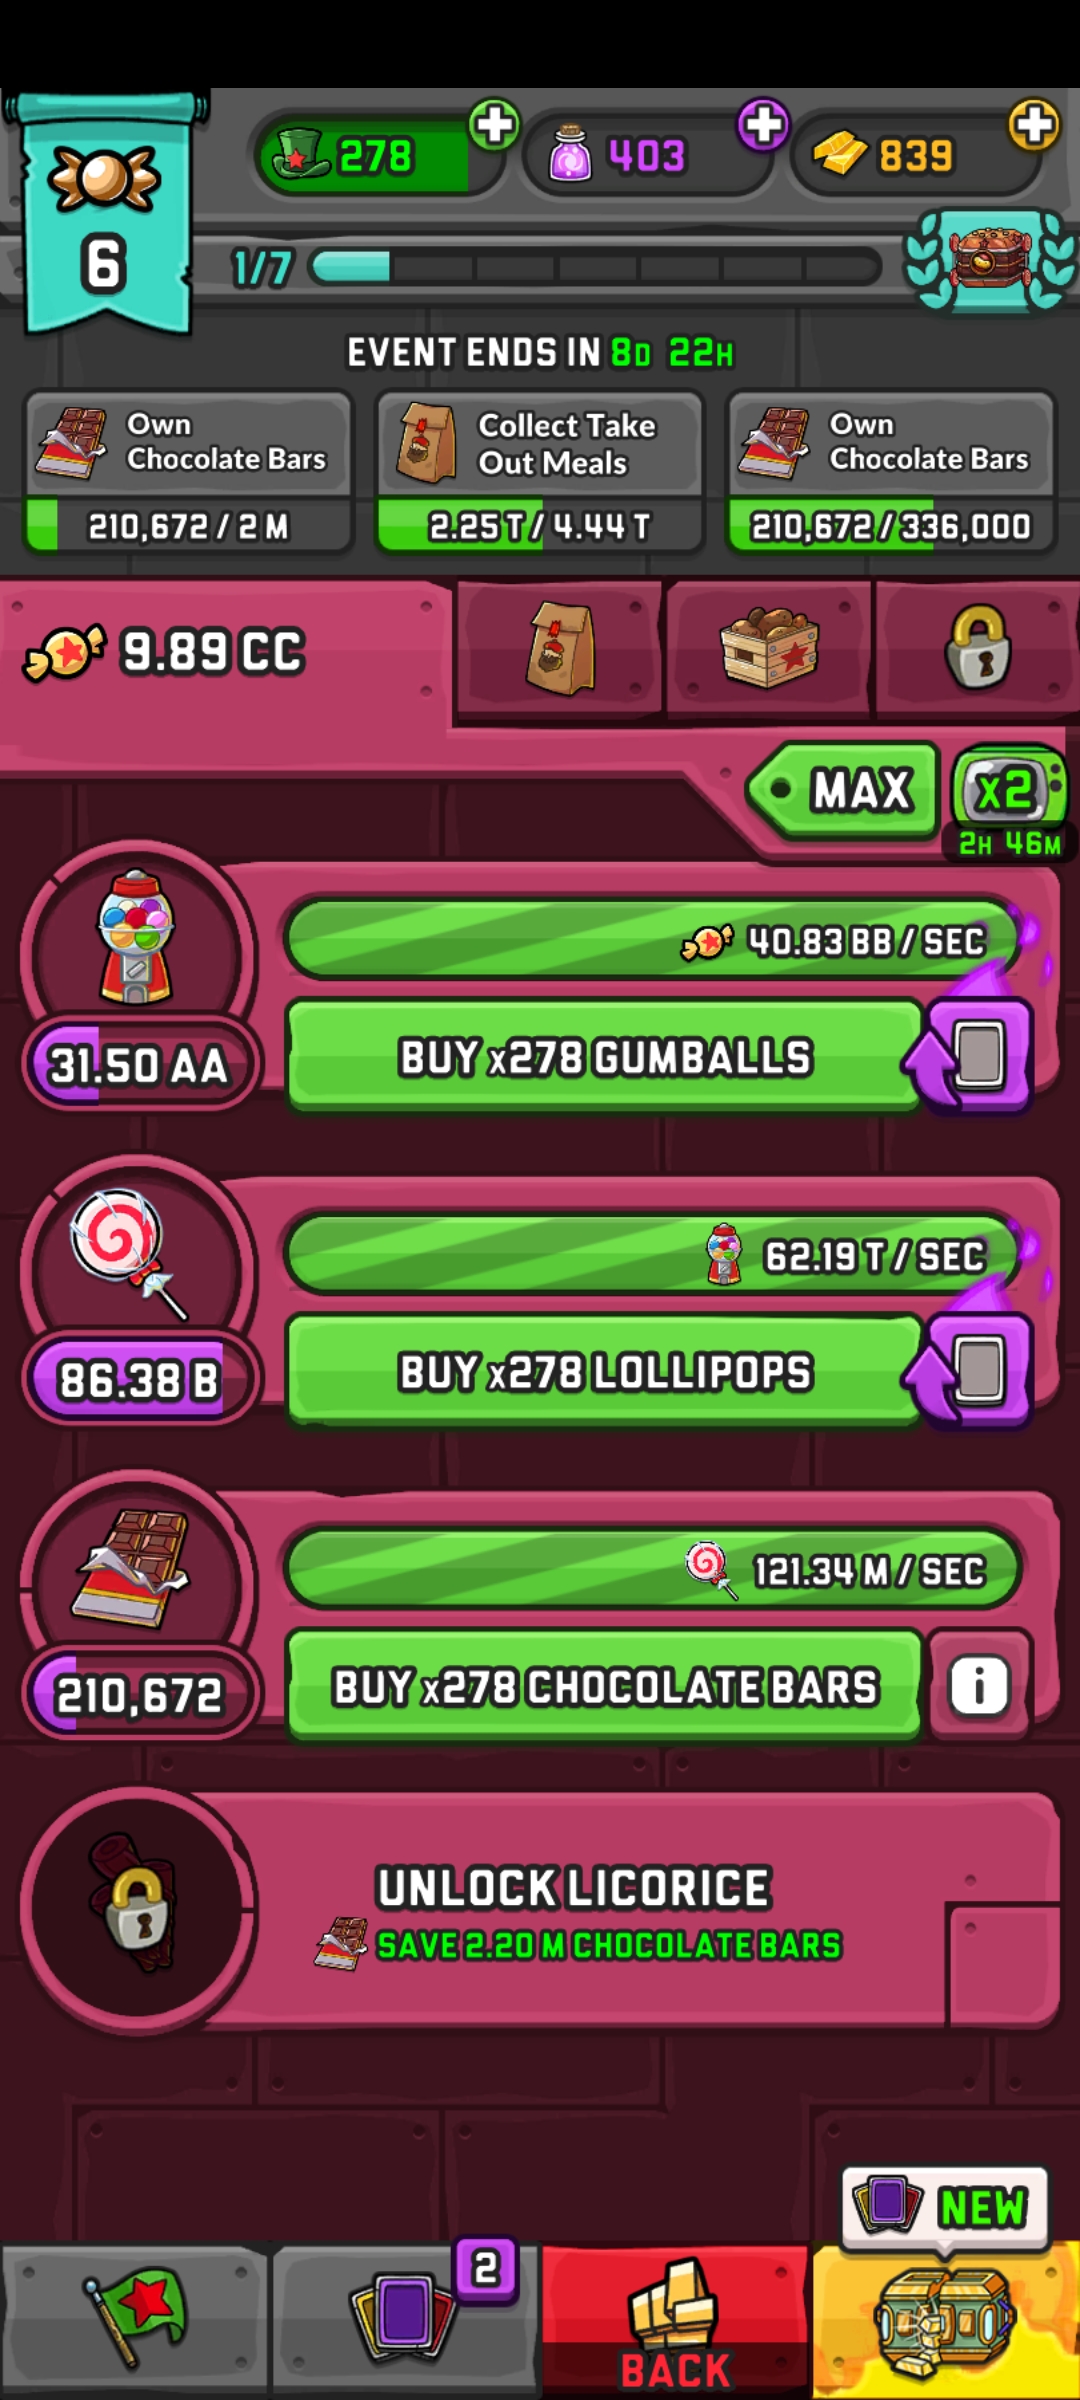 278
403
839
6
1/7
EVENT ENDS IN 8D 22H
Own
Chocolate Bars
210,672 / 2 M
Collect Take
Out Meals
2.25 T / 4.44 T
Own
Chocolate Bars
210,672 / 336,000
9.89 CC
MAX
x2
2H 46M
40.83 BB / SEC
31.50 AA
BUY x278 GUMBALLS
62.19 T / SEC
86.38 B
BUY x278 LOLLIPOPS
121.34 M / SEC
210,672
BUY x278 CHOCOLATE BARS
i
UNLOCK LICORICE
SAVE 2.20 M CHOCOLATE BARS
NEW
2
BACK